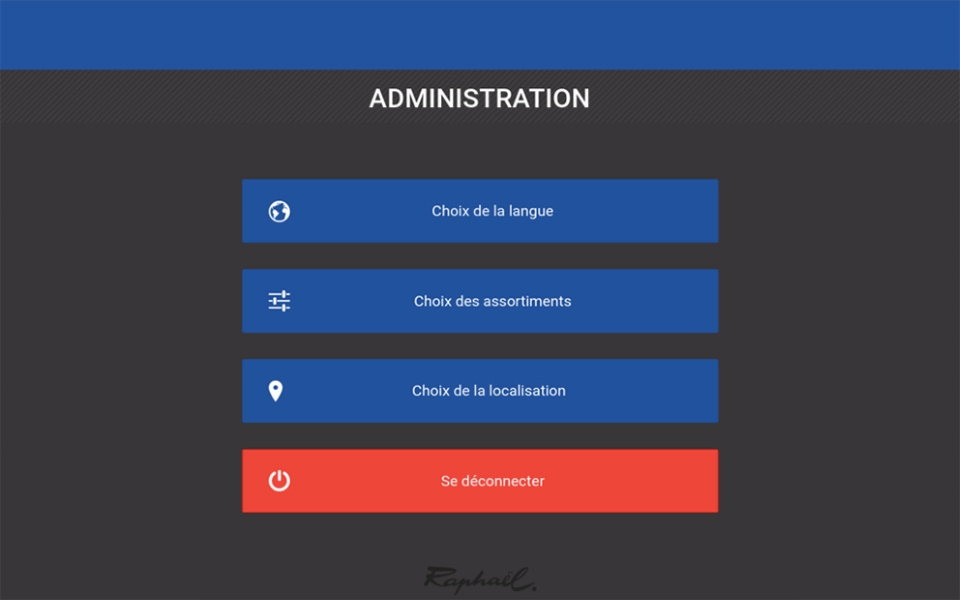 ADMINISTRATION
Choix de la langue
Choix des assortiments
Choix de la localisation
Se déconnecter
Raphaël.